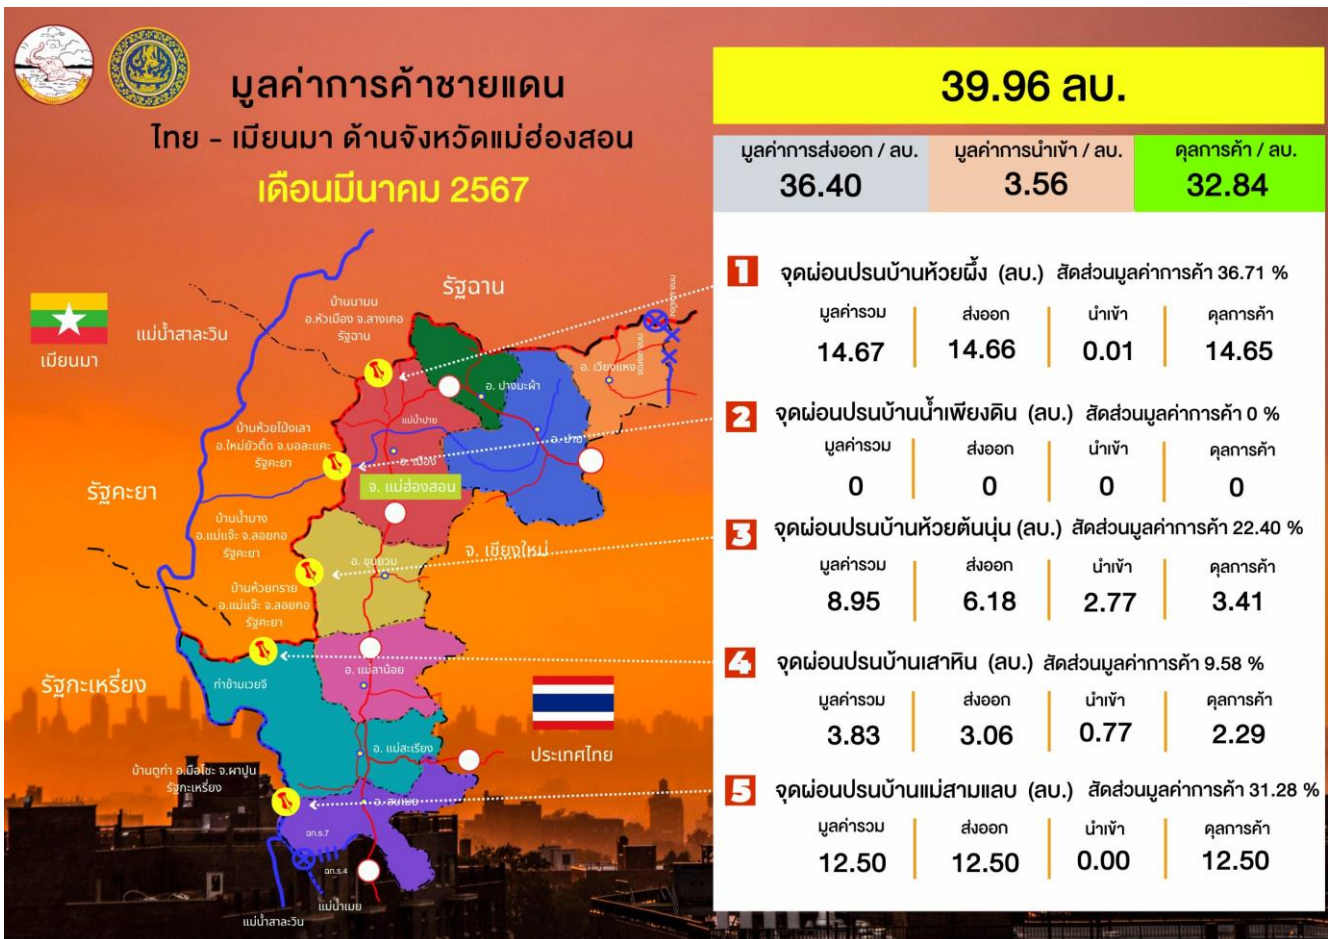 มูลค่าการค้าชายแดน
ไทย - เมียนมา ด้านจังหวัดแม่ฮ่องสอน
เดือนมีนาคม 2567
39.96 ลบ.
มูลค่าการส่งออก / ลบ.
36.40
มูลค่าการนำเข้า / ลบ.
3.56
ดุลการค้า / ลบ.
32.84
1 จุดผ่อนปรนบ้านห้วยผึ้ง (ลบ.) สัดส่วนมูลค่าการค้า 36.71 %
มูลค่ารวม ส่งออก นำเข้า ดุลการค้า
14.67 14.66 0.01 14.65
2 จุดผ่อนปรนบ้านน้ำเพียงดิน (ลบ.) สัดส่วนมูลค่าการค้า 0 %
มูลค่ารวม ส่งออก นำเข้า ดุลการค้า
0 0 0 0
3 จุดผ่อนปรนบ้านห้วยต้นนุ่น (ลบ.) สัดส่วนมูลค่าการค้า 22.40 %
มูลค่ารวม ส่งออก นำเข้า ดุลการค้า
8.95 6.18 2.77 3.41
4 จุดผ่อนปรนบ้านเสาหิน (ลบ.) สัดส่วนมูลค่าการค้า 9.58 %
มูลค่ารวม ส่งออก นำเข้า ดุลการค้า
3.83 3.06 0.77 2.29
5 จุดผ่อนปรนบ้านแม่สามแลบ (ลบ.) สัดส่วนมูลค่าการค้า 31.28 %
มูลค่ารวม ส่งออก นำเข้า ดุลการค้า
12.50 12.50 0.00 12.50
เมียนมา
แม่น้ำสาละวิน
รัฐฉาน
บ้านนามน
อ.หัวเมือง จ.ลางเคอ
รัฐฉาน
อ. ปางมะผ้า
อ. เวียงแหง
แม่น้ำปาย
อ. ปาย
อ. เมือง
จ. แม่ฮ่องสอน
บ้านห้วยโป่งเลา
อ.ใหม่ยัวตี้ด จ.บอละแคะ
รัฐคะยา
รัฐคะยา
บ้านน้ำมาง
อ.แม่แจ๊ะ จ.ลอยกอ
รัฐคะยา
จ. เชียงใหม่
อ. ขุนยวม
บ้านห้วยทราย
อ.แม่แจ๊ะ จ.ลอยกอ
รัฐคะยา
รัฐกะเหรี่ยง
ท่าข้ามเวยจี
อ. แม่ลาน้อย
ประเทศไทย
อ. แม่สะเรียง
บ้านตูท่า อ.มือโซะ จ.ผาปูน
รัฐกะเหรี่ยง
อ. สบเมย
ฉก.ร.7
ฉก.ร.4
แม่น้ำเมย
แม่น้ำสาละวิน